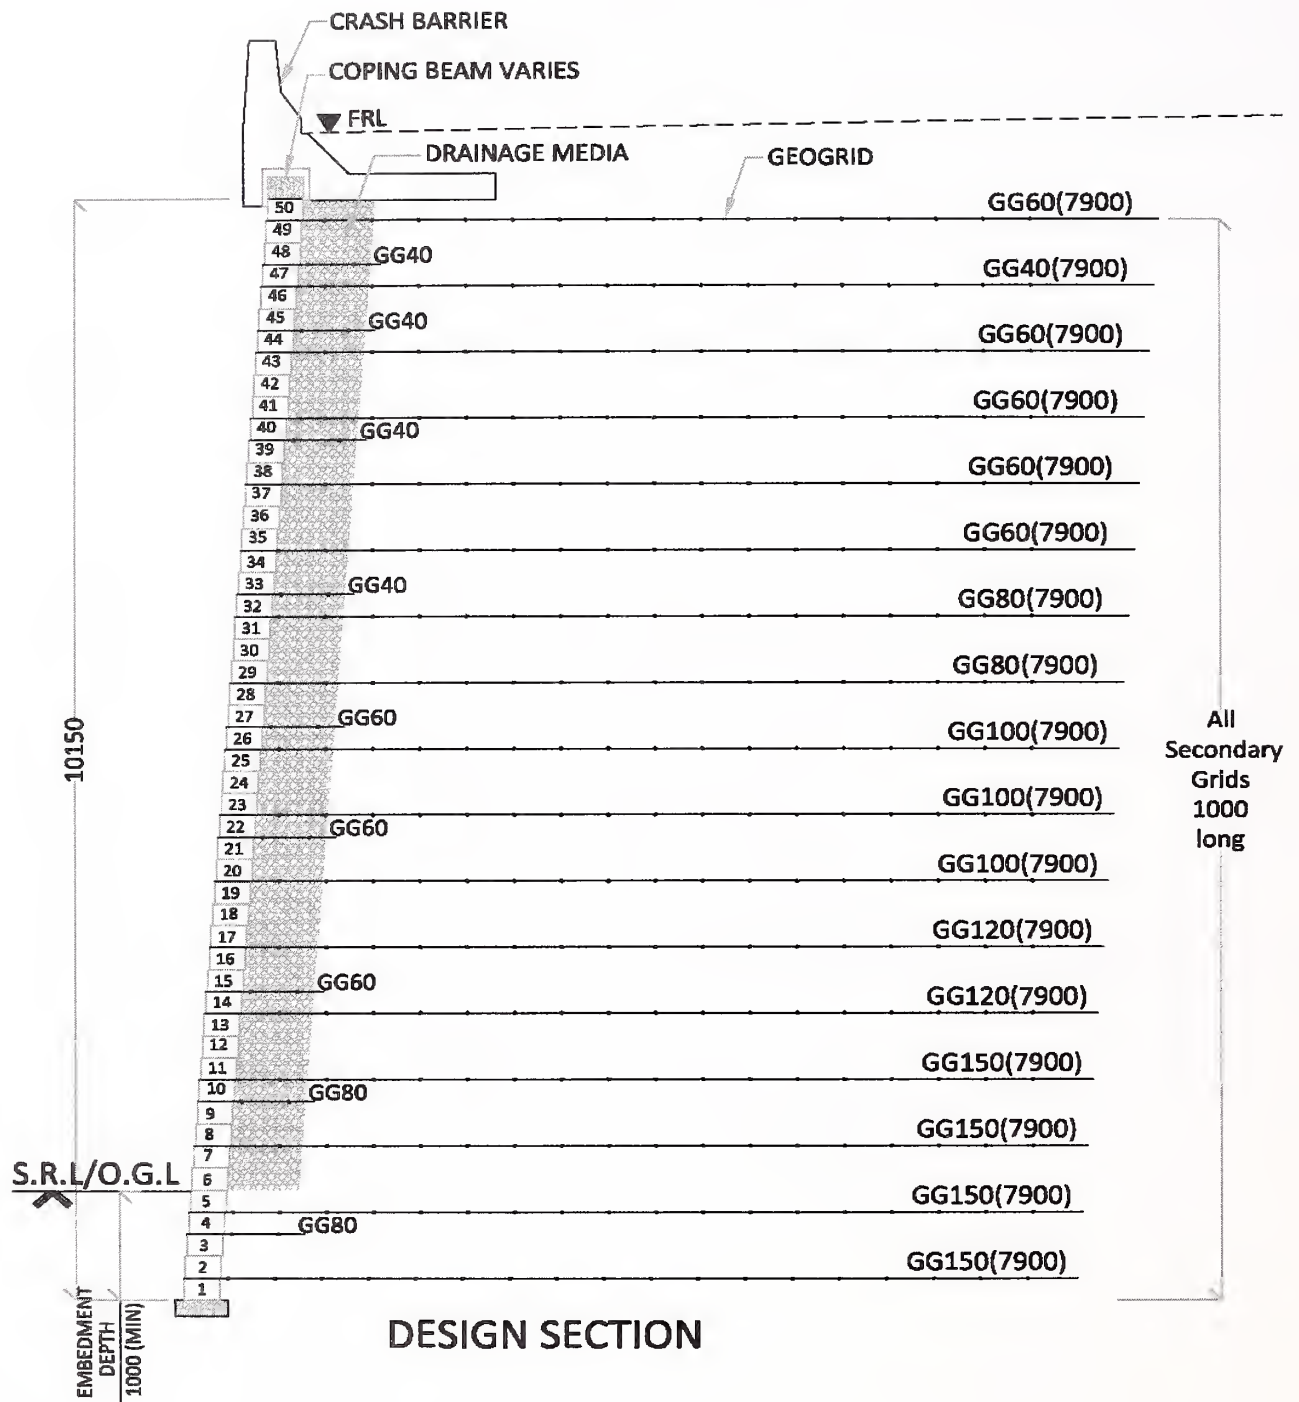 CRASH BARRIER
COPING BEAM VARIES
FRL
DRAINAGE MEDIA
GEOGRID
GG60(7900)
50
49
48
GG40
47
GG40(7900)
46
45
GG40
44
GG60(7900)
43
42
41
GG60(7900)
40
GG40
39
38
GG60(7900)
37
36
35
GG60(7900)
34
33
GG40
32
GG80(7900)
31
30
29
GG80(7900)
28
27
GG60
26
GG100(7900)
25
24
23
GG100(7900)
22
GG60
21
20
GG100(7900)
19
18
17
GG120(7900)
16
15
GG60
14
GG120(7900)
13
12
11
GG150(7900)
10
GG80
9
8
GG150(7900)
7
6
S.R.L/O.G.L
5
GG150(7900)
4
GG80
3
2
GG150(7900)
1
10150
All
Secondary
Grids
1000
long
EMBEDMENT
DEPTH
1000 (MIN)
DESIGN SECTION